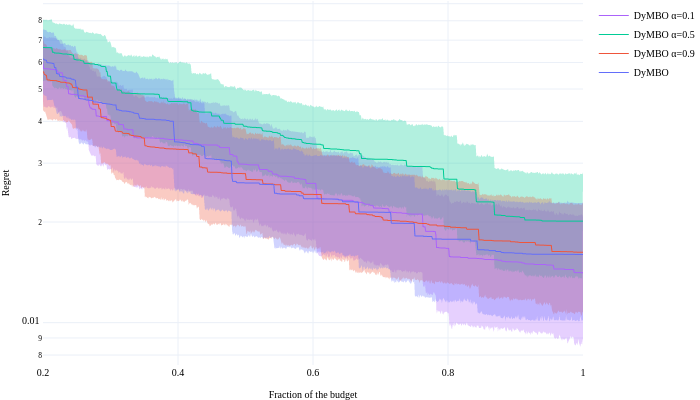 8
7
6
5
4
3
2
0.01
9
8
Regret
0.2
0.4
0.6
0.8
1
Fraction of the budget
DyMBO α=0.1
DyMBO α=0.5
DyMBO α=0.9
DyMBO